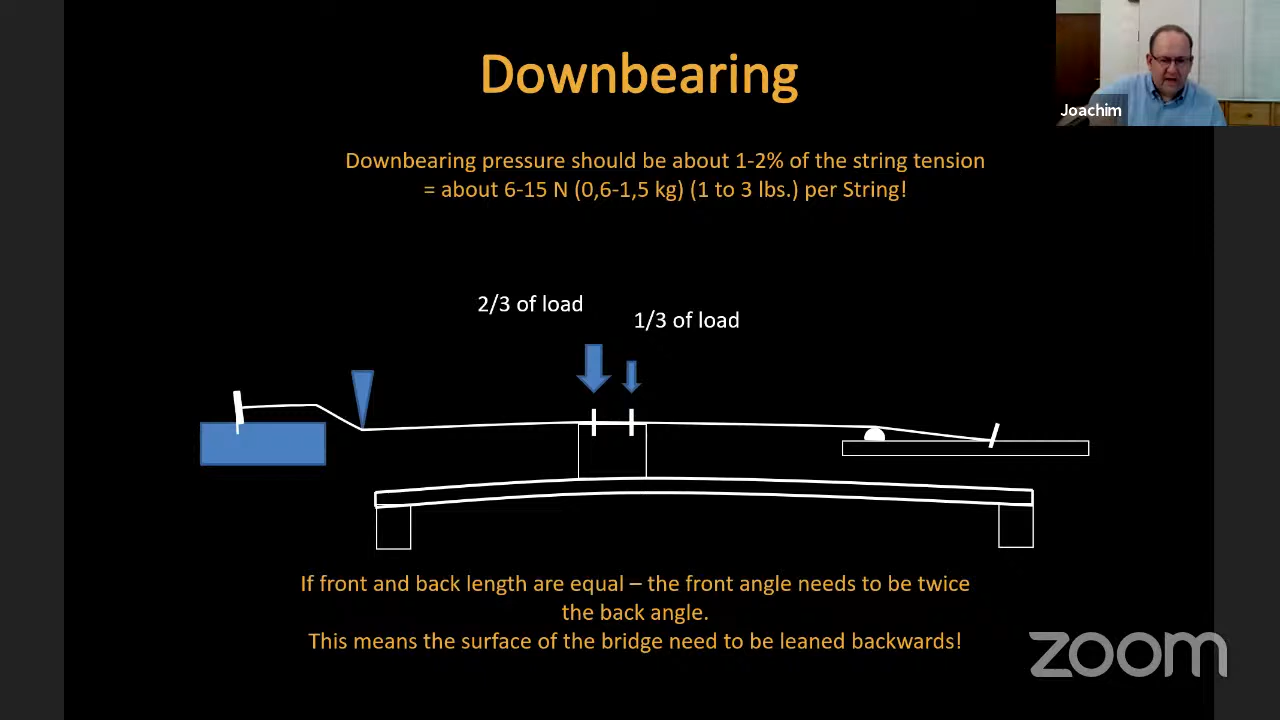 Downbearing
Joachim
Downbearing pressure should be about 1-2% of the string tension
= about 6-15 N (0,6-1,5 kg) (1 to 3 lbs.) per String!
2/3 of load
1/3 of load
If front and back length are equal – the front angle needs to be twice
the back angle.
This means the surface of the bridge need to be leaned backwards!
zoom